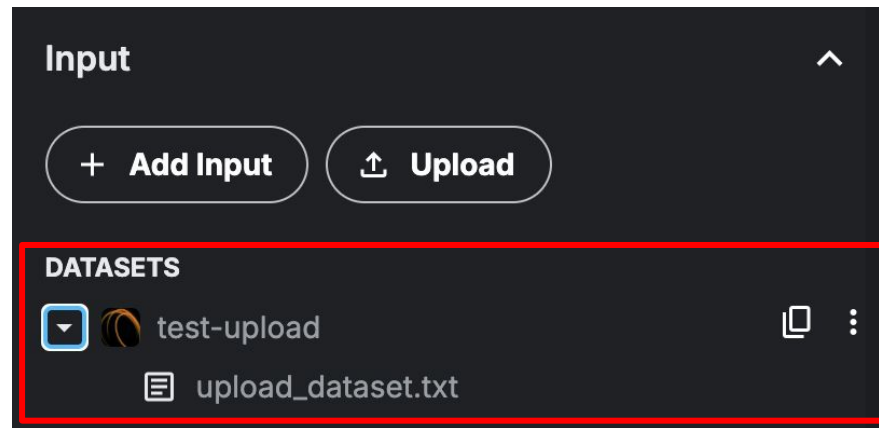 Input
+ Add Input Upload
DATASETS
test-upload
upload_dataset.txt